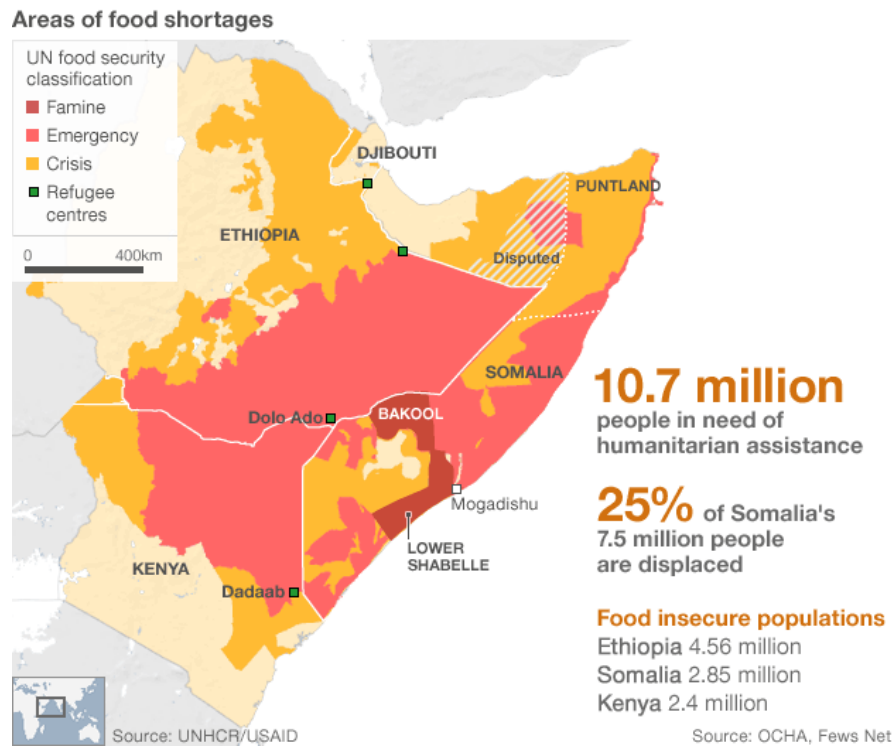 Areas of food shortages
UN food security
classification
Famine
Emergency
Crisis
Refugee
centres
0 400km
DJIBOUTI
PUNTLAND
ETHIOPIA
Disputed
SOMALIA
BAKOOL
Dolo Ado
Mogadishu
LOWER
SHABELLE
KENYA
Dadaab
10.7 million
people in need of
humanitarian assistance
25% of Somalia's
7.5 million people
are displaced
Food insecure populations
Ethiopia 4.56 million
Somalia 2.85 million
Kenya 2.4 million
Source: UNHCR/USAID
Source: OCHA, Fews Net